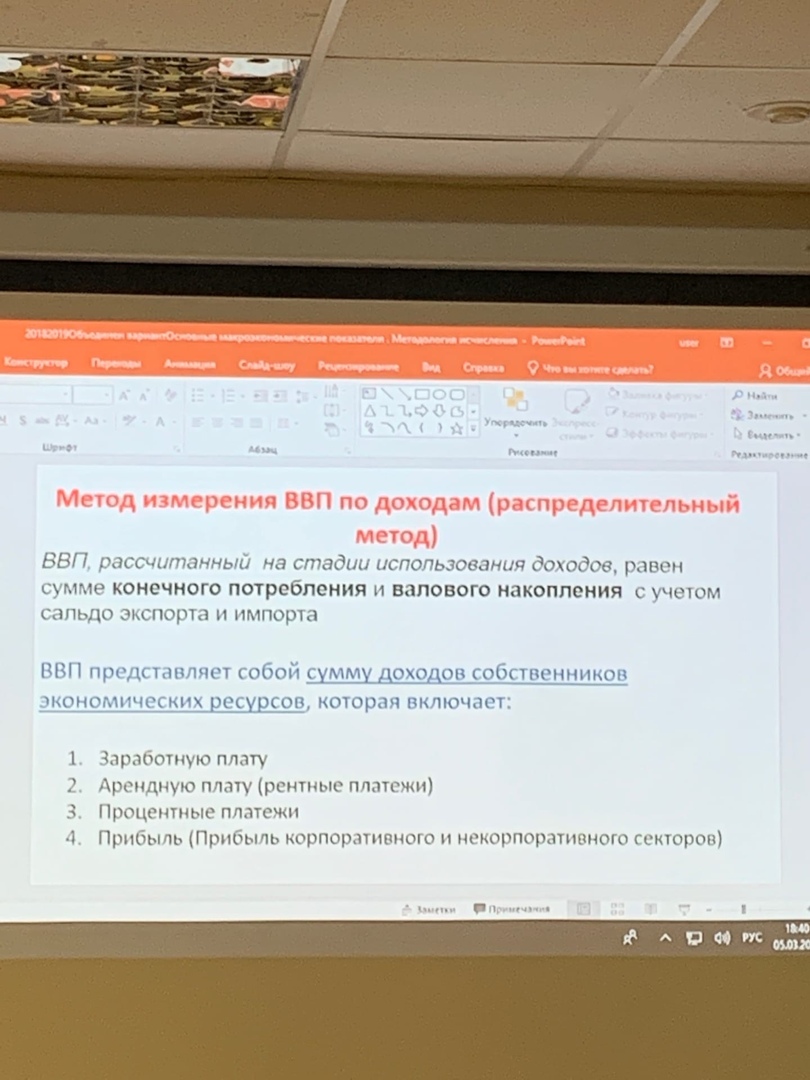 20182019Объединен вариантОсновные макроэкономические показатели . Методология исчисления - PowerPoint user
Конструктор Переходы Анимация Слайд-шоу Рецензирование Вид Справка Что вы хотите сделать? Общий
Найти
Заменить
Выделить
Упорядочить Экспресс-
стили
Заливка фигуры
Контур фигуры
Эффекты фигуры
Шрифт Абзац Рисование Редактирование
Метод измерения ВВП по доходам (распределительный
метод)
ВВП, рассчитанный на стадии использования доходов, равен
сумме конечного потребления и валового накопления с учетом
сальдо экспорта и импорта
ВВП представляет собой сумму доходов собственников
экономических ресурсов, которая включает:
1. Заработную плату
2. Арендную плату (рентные платежи)
3. Процентные платежи
4. Прибыль (Прибыль корпоративного и некорпоративного секторов)
Заметки Примечания
РУС 18:40
05.03.20